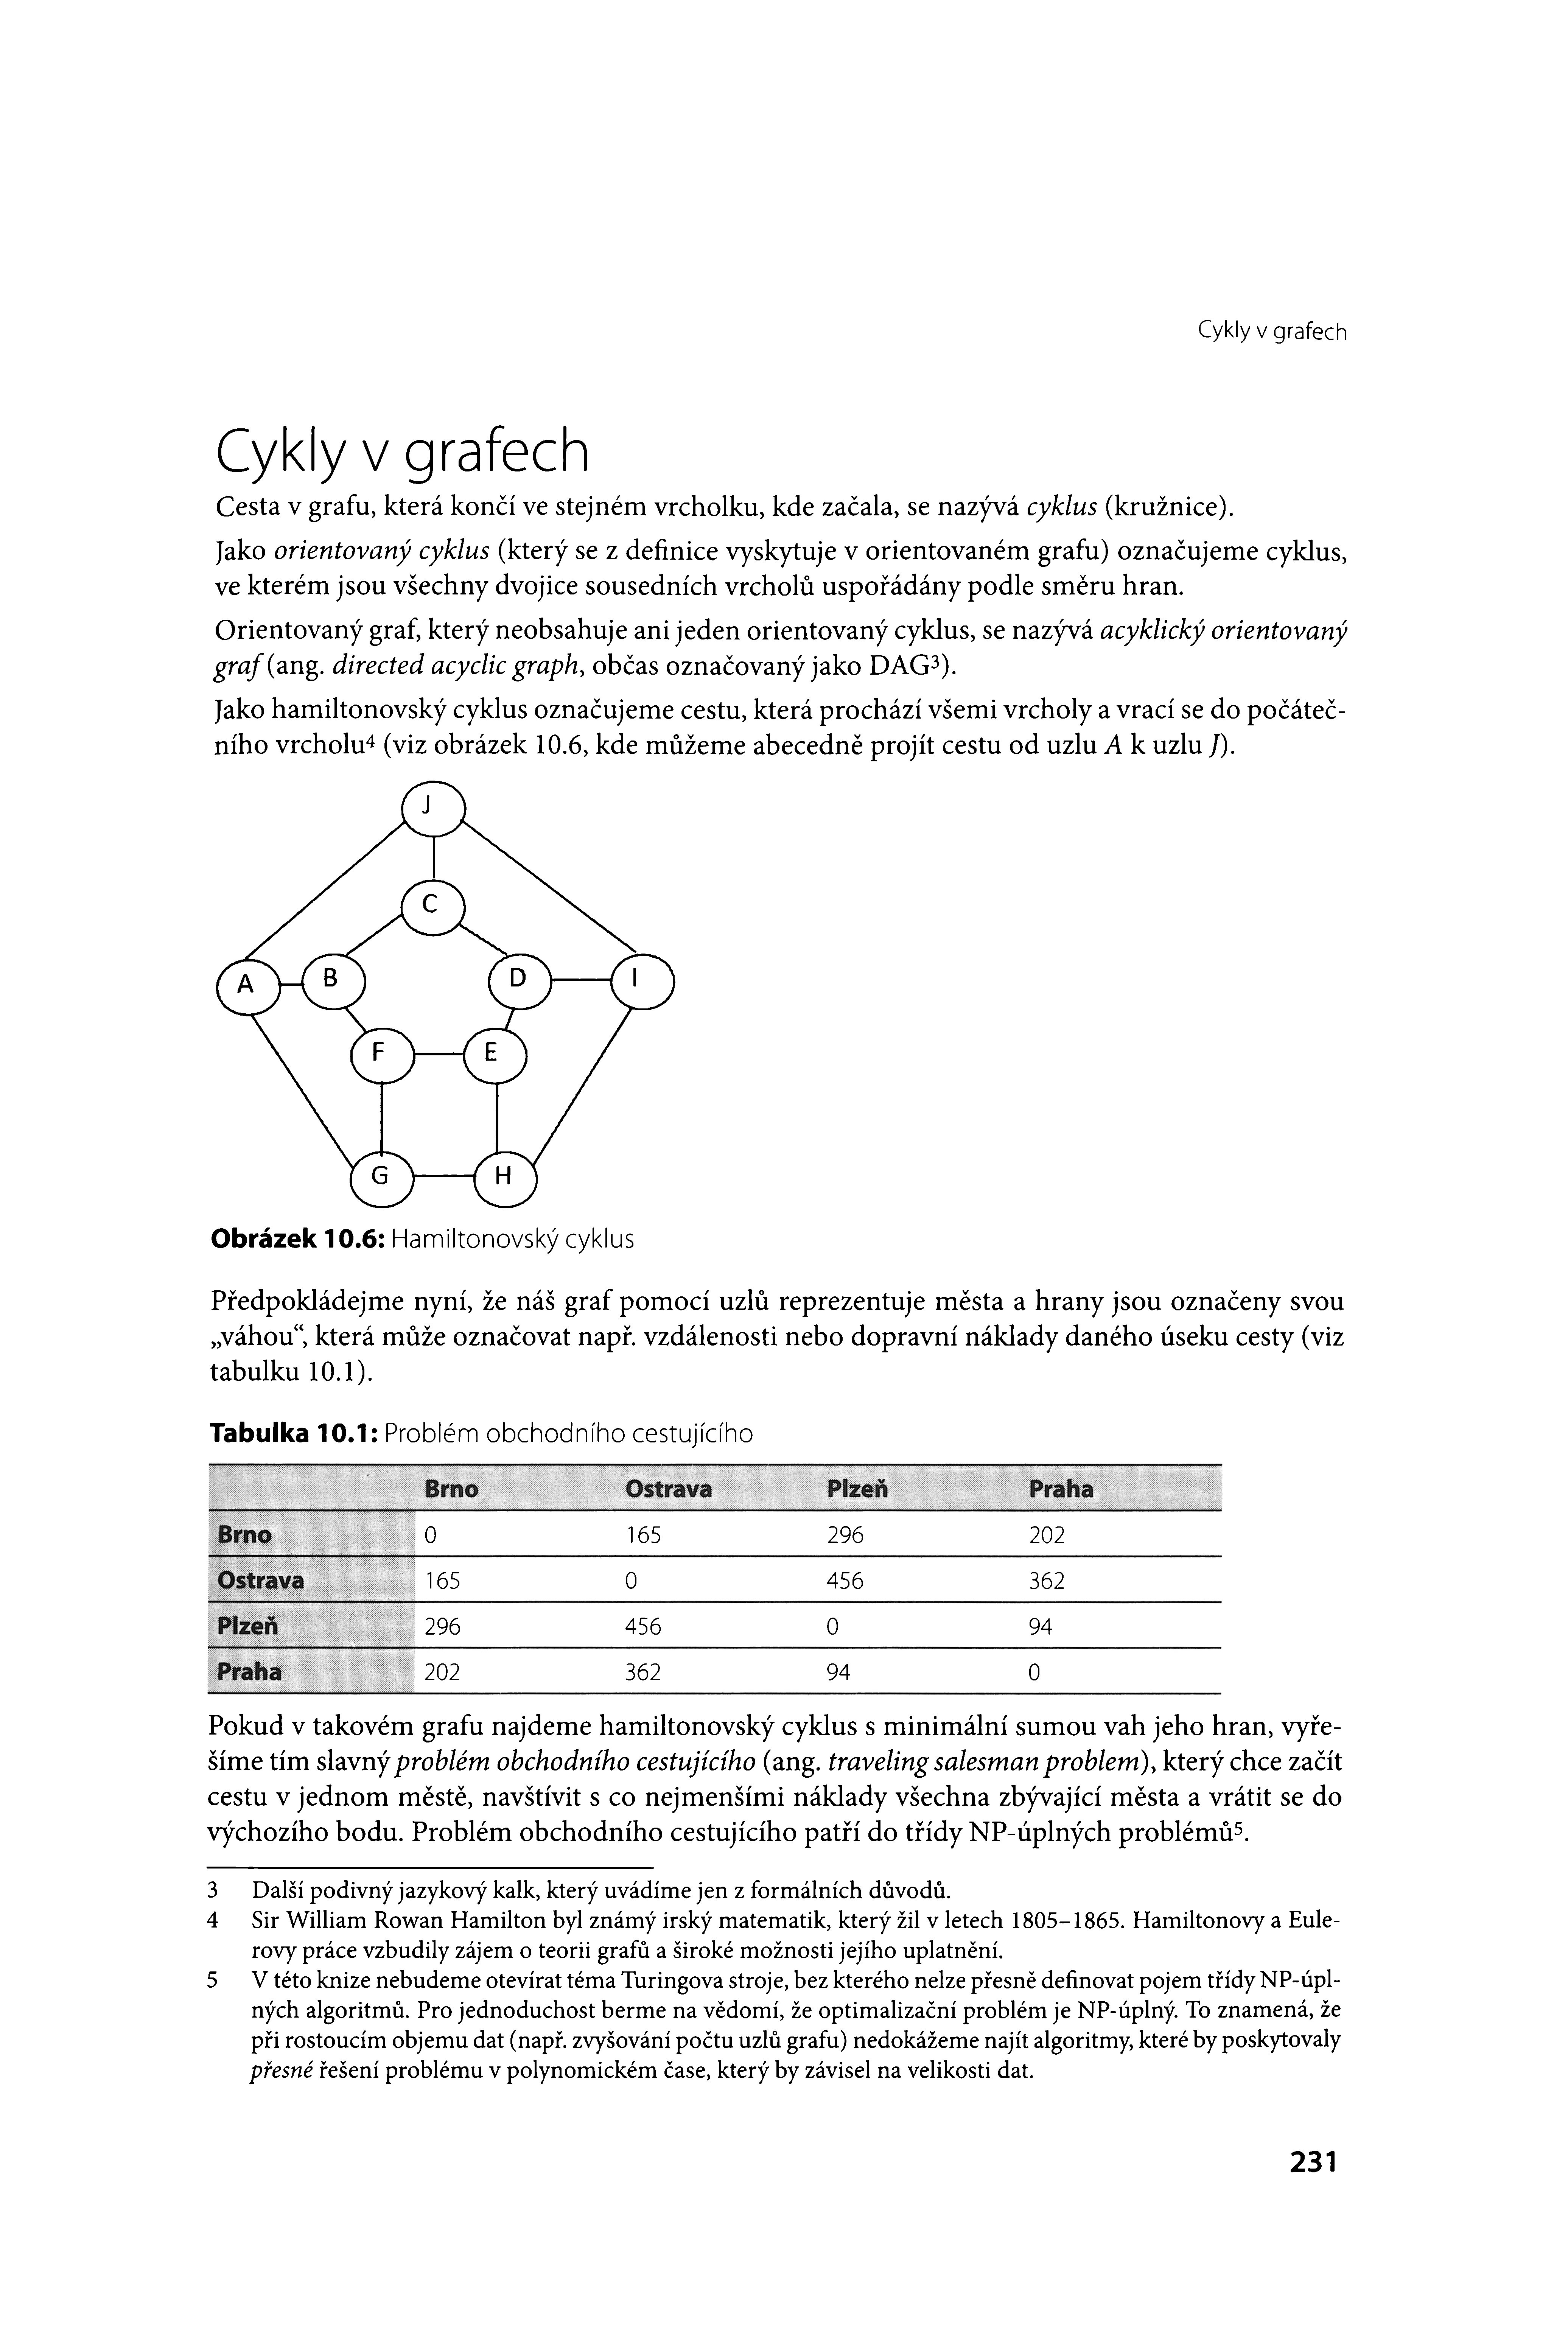 Cykly v grafech
Cykly v grafech
Cesta v grafu, která končí ve stejném vrcholku, kde začala, se nazývá cyklus (kružnice).
Jako orientovaný cyklus (který se z definice vyskytuje v orientovaném grafu) označujeme cyklus,
ve kterém jsou všechny dvojice sousedních vrcholů uspořádány podle směru hran.
Orientovaný graf, který neobsahuje ani jeden orientovaný cyklus, se nazývá acyklický orientovaný
graf (ang. directed acyclic graph, občas označovaný jako DAG³).
Jako hamiltonovský cyklus označujeme cestu, která prochází všemi vrcholy a vrací se do počáteč-
ního vrcholu⁴ (viz obrázek 10.6, kde můžeme abecedně projít cestu od uzlu A k uzlu J).
J
C
A B D I
F E
G H
Obrázek 10.6: Hamiltonovský cyklus
Předpokládejme nyní, že náš graf pomocí uzlů reprezentuje města a hrany jsou označeny svou
„váhou“, která může označovat např. vzdálenosti nebo dopravní náklady daného úseku cesty (viz
tabulku 10.1).
Tabulka 10.1: Problém obchodního cestujícího
Brno Ostrava Plzeň Praha
Brno 0 165 296 202
Ostrava 165 0 456 362
Plzeň 296 456 0 94
Praha 202 362 94 0
Pokud v takovém grafu najdeme hamiltonovský cyklus s minimální sumou vah jeho hran, vyře-
šíme tím slavný problém obchodního cestujícího (ang. traveling salesman problem), který chce začít
cestu v jednom městě, navštívit s co nejmenšími náklady všechna zbývající města a vrátit se do
výchozího bodu. Problém obchodního cestujícího patří do třídy NP-úplných problémů⁵.
3 Další podivný jazykový kalk, který uvádíme jen z formálních důvodů.
4 Sir William Rowan Hamilton byl známý irský matematik, který žil v letech 1805–1865. Hamiltonovy a Eule-
rovy práce vzbudily zájem o teorii grafů a široké možnosti jejího uplatnění.
5 V této knize nebudeme otevírat téma Turingova stroje, bez kterého nelze přesně definovat pojem třídy NP-úpl-
ných algoritmů. Pro jednoduchost berme na vědomí, že optimalizační problém je NP-úplný. To znamená, že
při rostoucím objemu dat (např. zvyšování počtu uzlů grafu) nedokážeme najít algoritmy, které by poskytovaly
přesné řešení problému v polynomickém čase, který by závisel na velikosti dat.
231